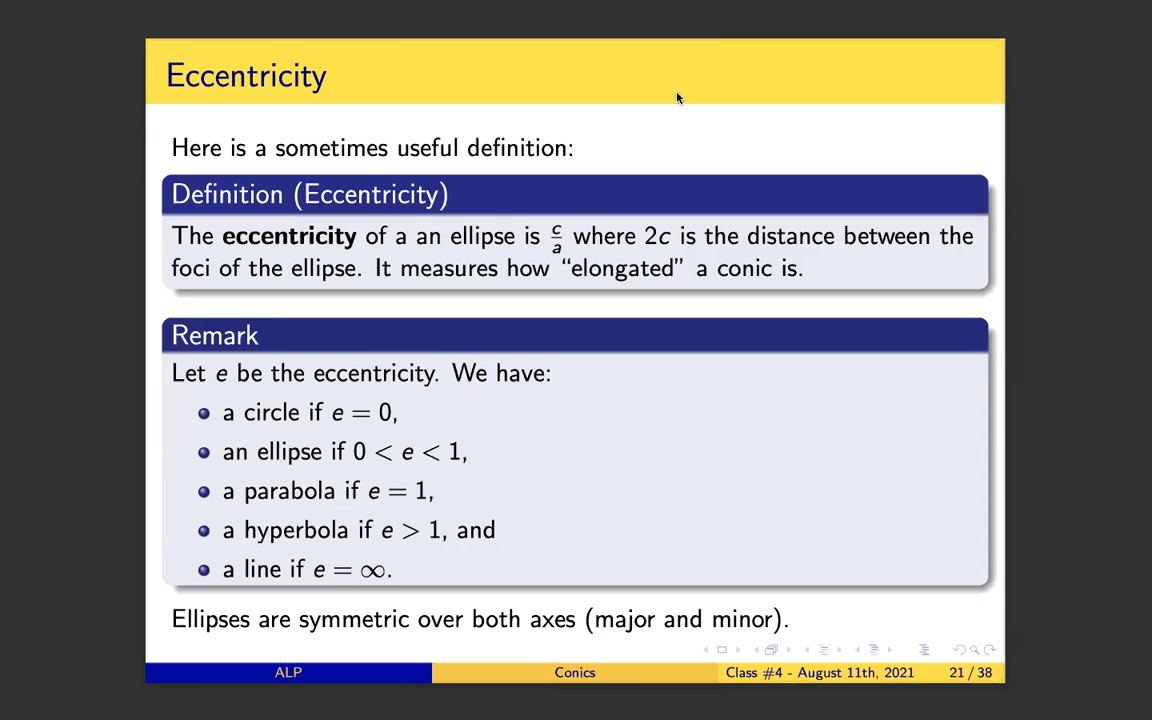 Eccentricity
Here is a sometimes useful definition:
Definition (Eccentricity)
The eccentricity of a an ellipse is c/a where 2c is the distance between the
foci of the ellipse. It measures how “elongated” a conic is.
Remark
Let e be the eccentricity. We have:
a circle if e = 0,
an ellipse if 0 < e < 1,
a parabola if e = 1,
a hyperbola if e > 1, and
a line if e = ∞.
Ellipses are symmetric over both axes (major and minor).
ALP Conics Class #4 - August 11th, 2021 21 / 38